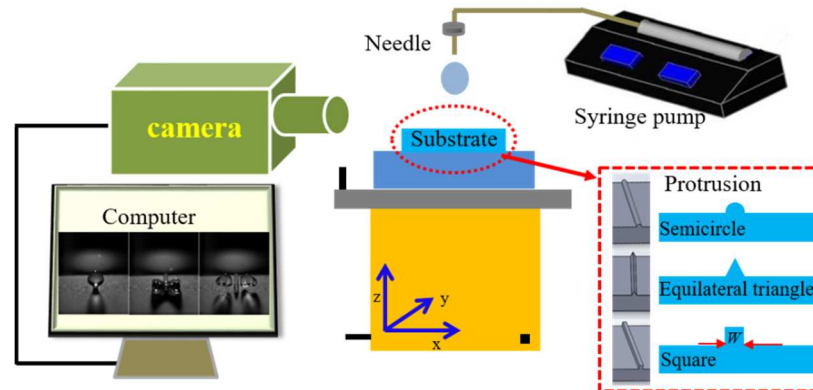 Needle
camera
Substrate
Syringe pump
Computer
Protrusion
Semicircle
Equilateral triangle
W
Square
z
y
x